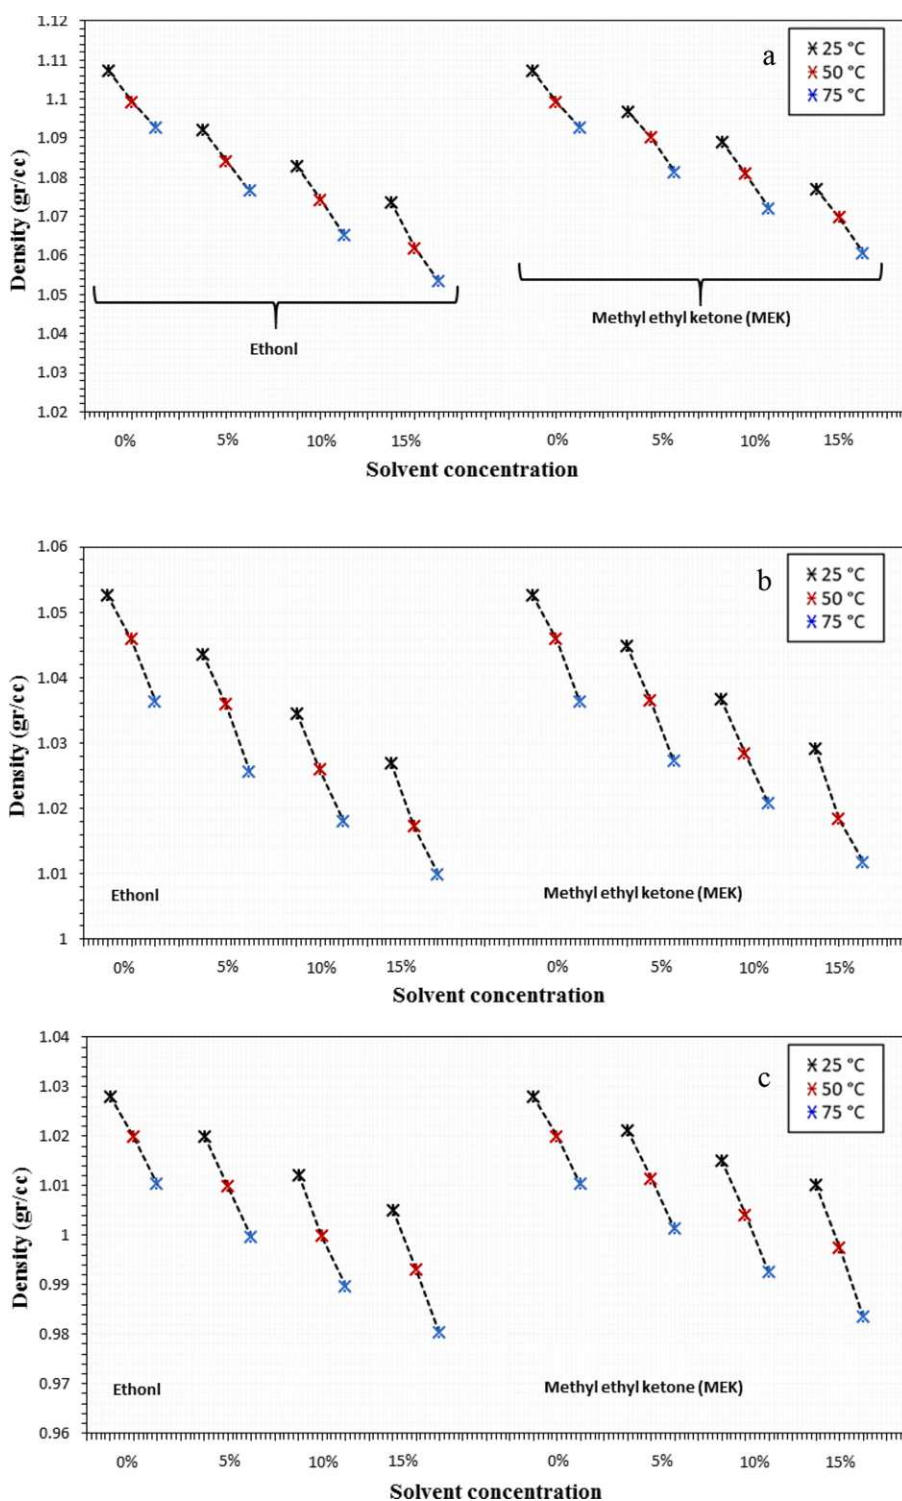 1.12
1.11
1.1
1.09
1.08
1.07
1.06
1.05
1.04
1.03
1.02
Density (gr/cc)
a
25 °C
50 °C
75 °C
Ethonl
Methyl ethyl ketone (MEK)
0% 5% 10% 15% 0% 5% 10% 15%
Solvent concentration
1.06
1.05
1.04
1.03
1.02
1.01
1
Density (gr/cc)
b
25 °C
50 °C
75 °C
Ethonl
Methyl ethyl ketone (MEK)
0% 5% 10% 15% 0% 5% 10% 15%
Solvent concentration
1.04
1.03
1.02
1.01
1
0.99
0.98
0.97
0.96
Density (gr/cc)
c
25 °C
50 °C
75 °C
Ethonl
Methyl ethyl ketone (MEK)
0% 5% 10% 15% 0% 5% 10% 15%
Solvent concentration